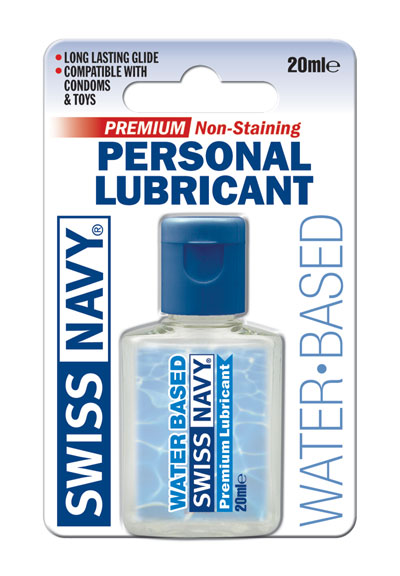 • LONG LASTING GLIDE
• COMPATIBLE WITH
CONDOMS
& TOYS
20ml℮
PREMIUM Non-Staining
PERSONAL
LUBRICANT
SWISS NAVY®
WATER BASED
SWISS NAVY®
Premium Lubricant
20ml℮
WATER•BASED